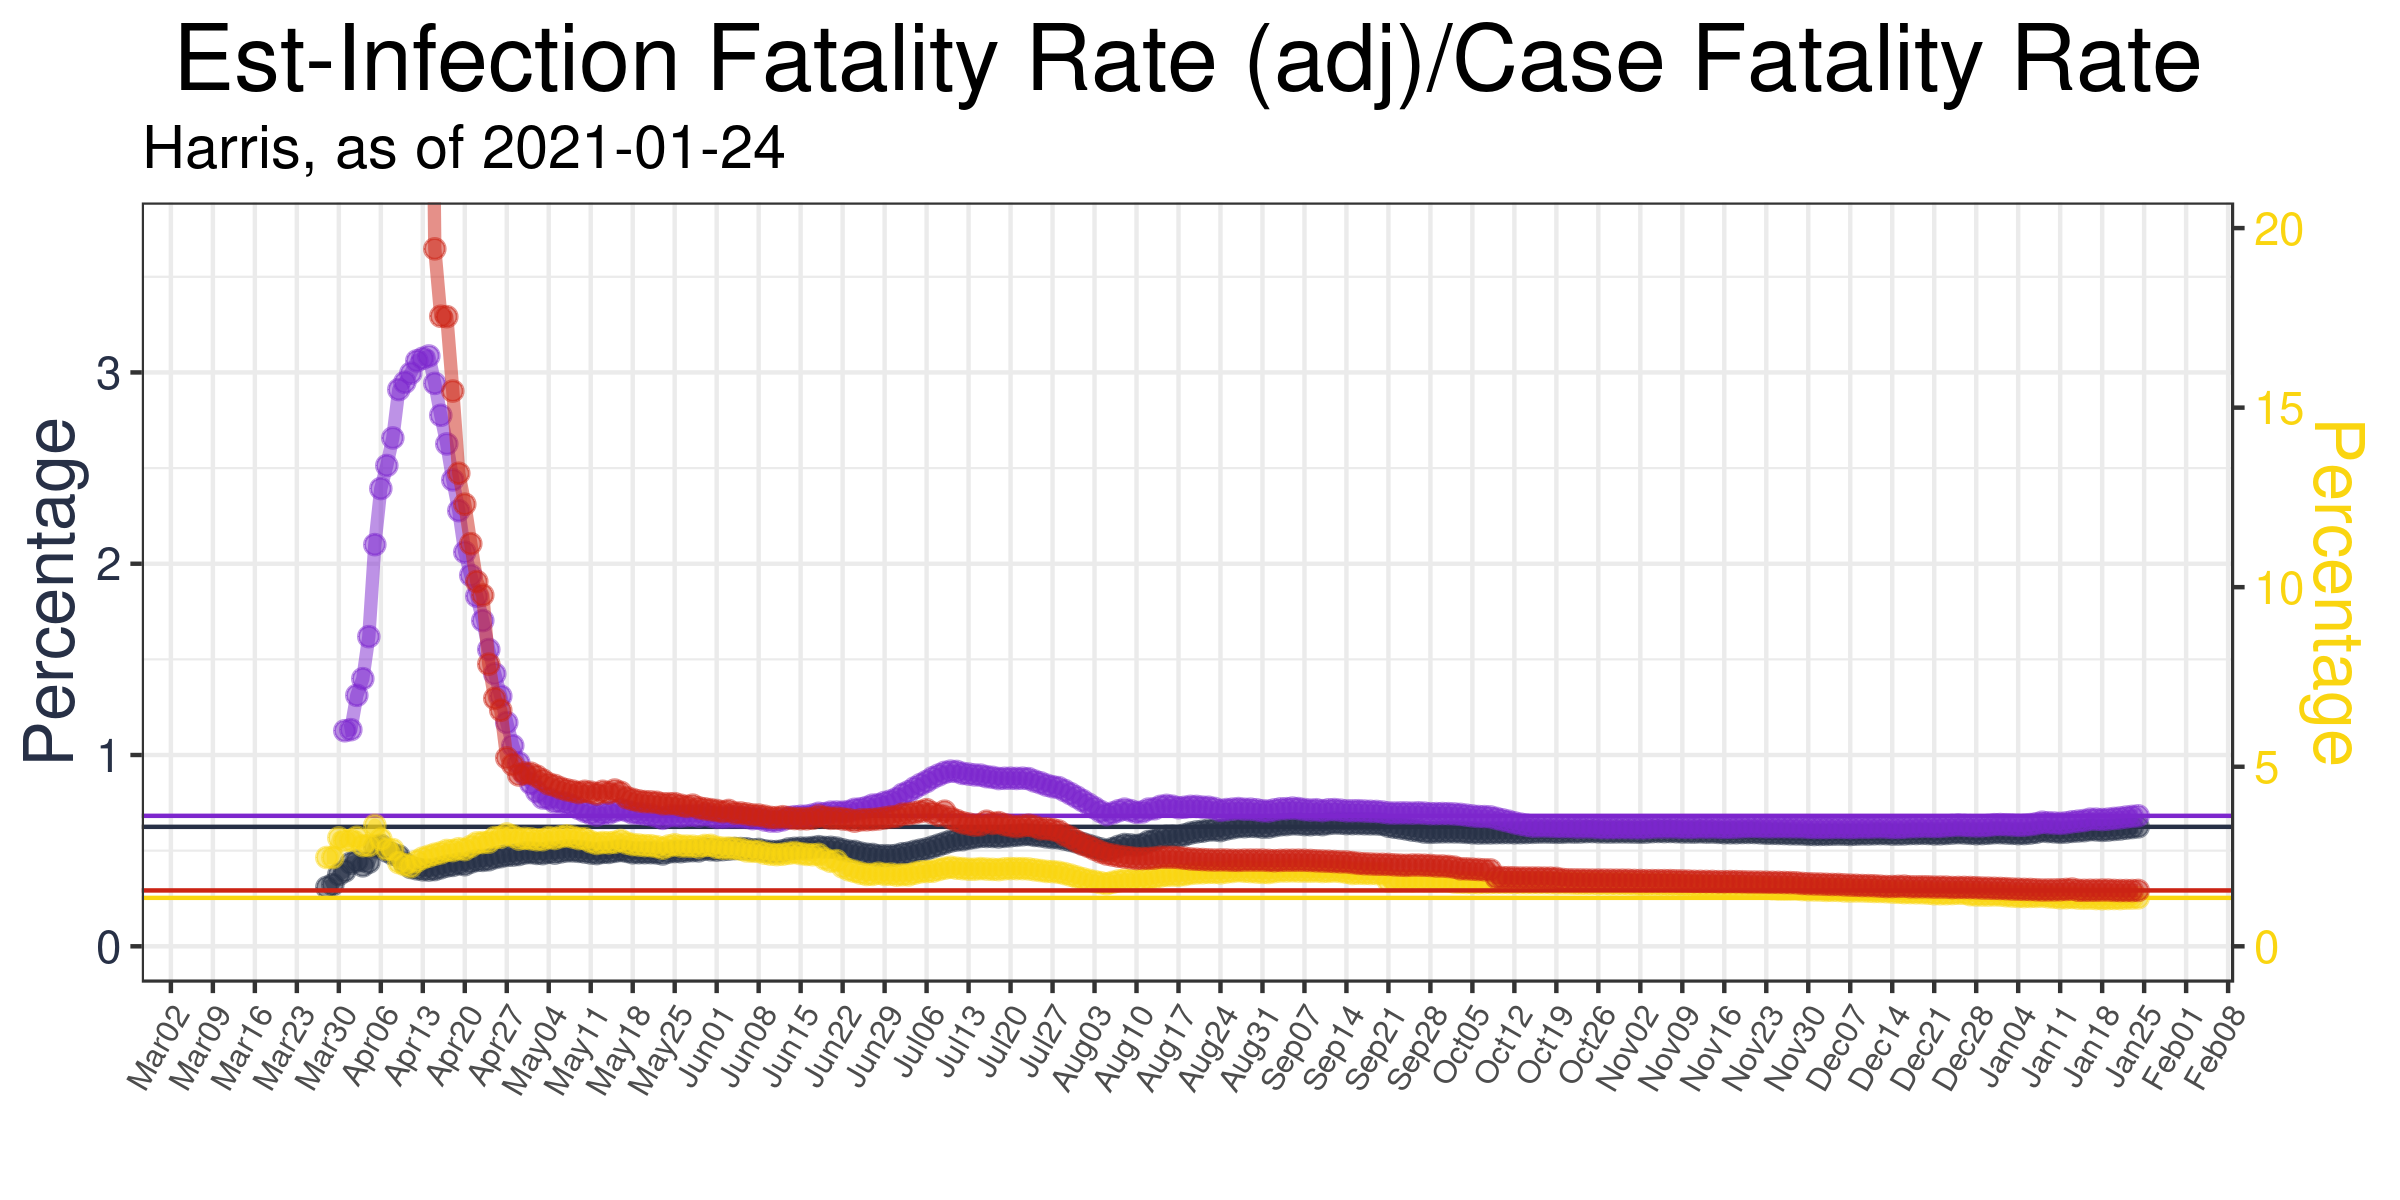 Est-Infection Fatality Rate (adj)/Case Fatality Rate
Harris, as of 2021-01-24
Percentage
3
2
1
0
20
15
10
5
0
Percentage
Mar02
Mar09
Mar16
Mar23
Mar30
Apr06
Apr13
Apr20
Apr27
May04
May11
May18
May25
Jun01
Jun08
Jun15
Jun22
Jun29
Jul06
Jul13
Jul20
Jul27
Aug03
Aug10
Aug17
Aug24
Aug31
Sep07
Sep14
Sep21
Sep28
Oct05
Oct12
Oct19
Oct26
Nov02
Nov09
Nov16
Nov23
Nov30
Dec07
Dec14
Dec21
Dec28
Jan04
Jan11
Jan18
Jan25
Feb01
Feb08